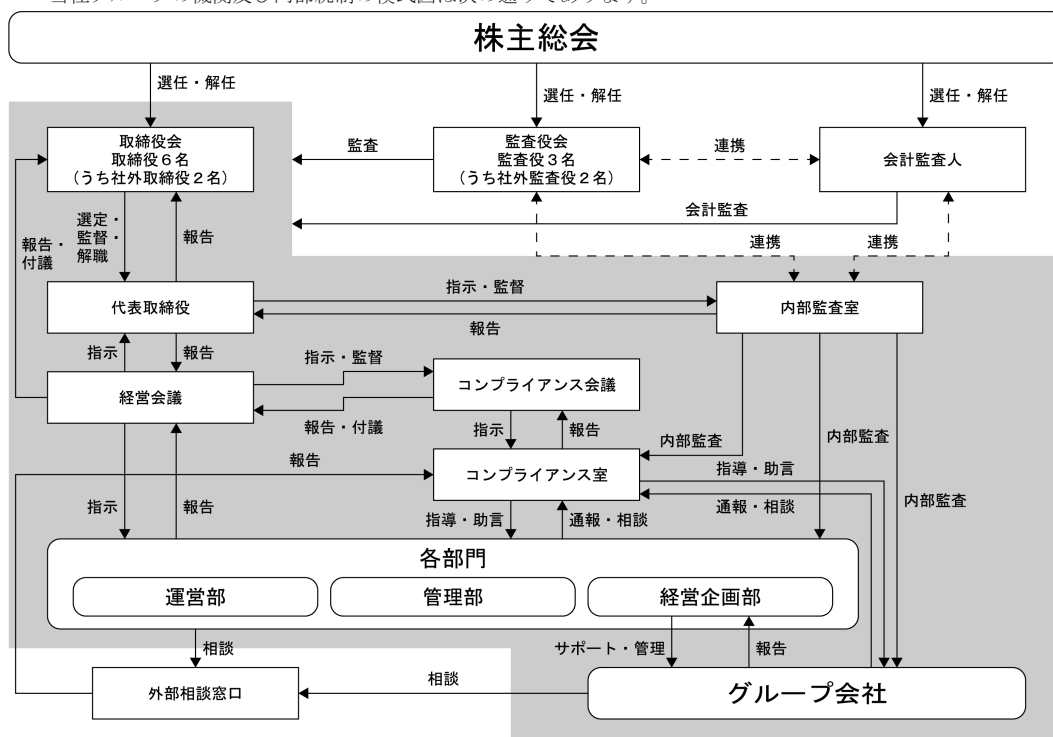 当社グループの機関及び内部統制の模式図は次の通りであります。
株主総会
選任・解任
選任・解任
選任・解任
取締役会
取締役６名
(うち社外取締役２名)
監査
監査役会
監査役３名
(うち社外監査役２名)
連携
会計監査人
会計監査
報告・
付議
選定・
監督・
解職
報告
連携
連携
代表取締役
指示・監督
報告
内部監査室
指示
報告
経営会議
指示・監督
報告・付議
コンプライアンス会議
指示
報告
内部監査
内部監査
内部監査
報告
コンプライアンス室
指導・助言
通報・相談
指示
報告
指導・助言
通報・相談
各部門
運営部
管理部
経営企画部
相談
サポート・管理
報告
外部相談窓口
相談
グループ会社